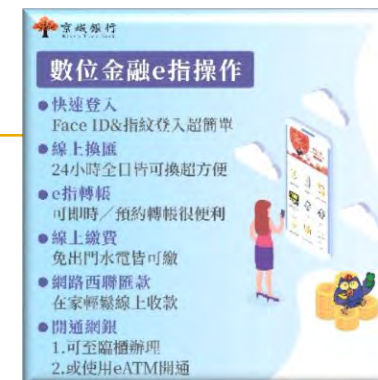 京城銀行
數位金融e指操作
●快速登入
Face ID&指紋登入超簡單
●線上換匯
24小時全日皆可換超方便
●e指轉帳
可即時／預約轉帳很便利
●線上繳費
免出門水電皆可繳
●網路西聯匯款
在家輕鬆線上收款
●開通網銀
1.可至臨櫃辦理
2.或使用eATM開通